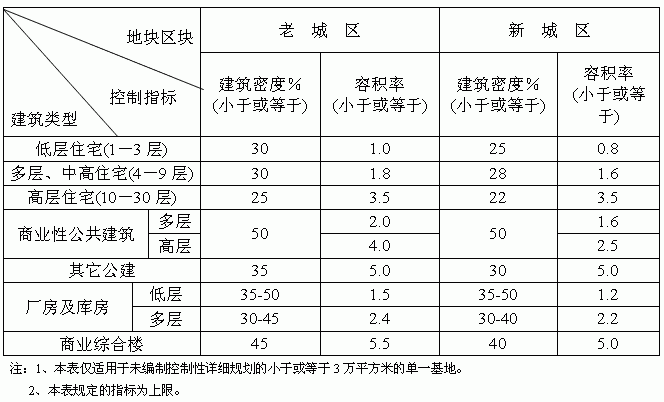 地块区块 老 城 区 新 城 区
控制指标 建筑密度% 容积率 建筑密度% 容积率
(小于或等于) (小于或等于) (小于或等于) (小于或等于)
建筑类型
低层住宅(1—3 层) 30 1.0 25 0.8
多层、中高住宅(4—9 层) 30 1.8 28 1.6
高层住宅(10—30 层) 25 3.5 22 3.5
商业性公共建筑 多层 50 2.0 50 1.6
高层 4.0 2.5
其它公建 35 5.0 30 5.0
厂房及库房 低层 35-50 1.5 35-50 1.2
多层 30-45 2.4 30-40 2.2
商业综合楼 45 5.5 40 5.0
注：1、本表仅适用于未编制控制性详细规划的小于或等于 3 万平方米的单一基地。
2、本表规定的指标为上限。